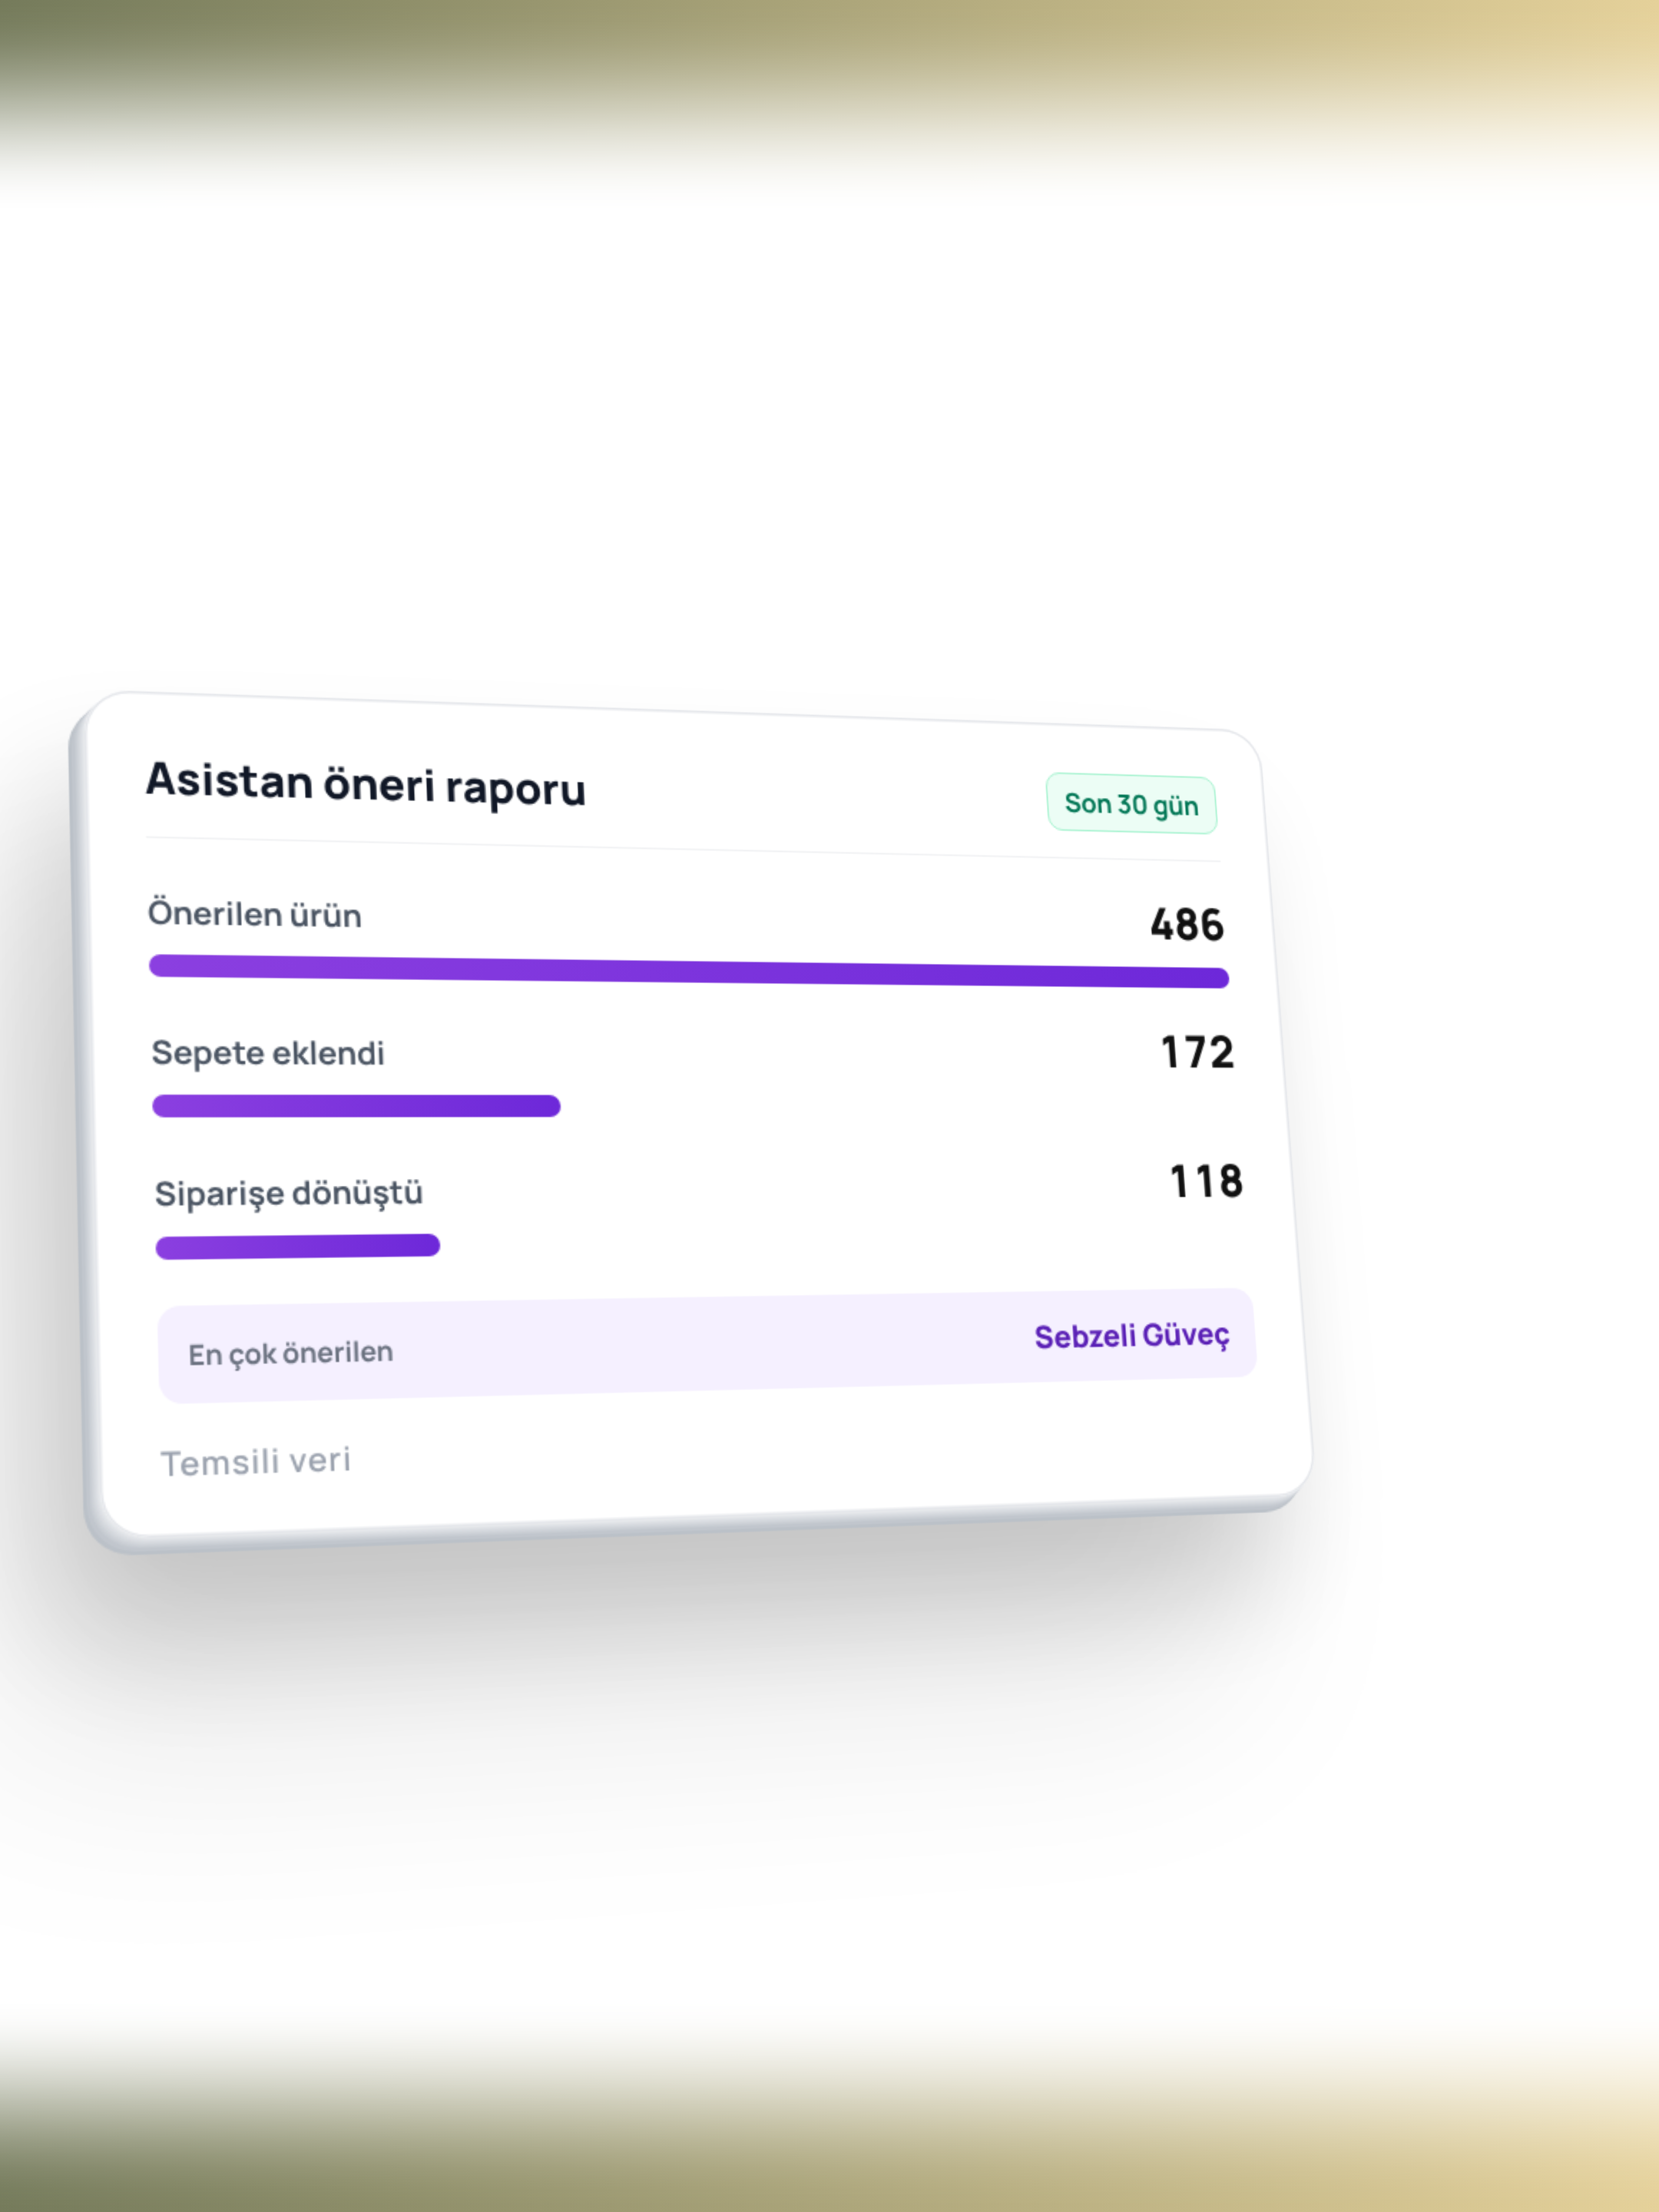 Asistan öneri raporu
Son 30 gün
Önerilen ürün
486
Sepete eklendi
172
Siparişe dönüştü
118
En çok önerilen
Sebzeli Güveç
Temsili veri